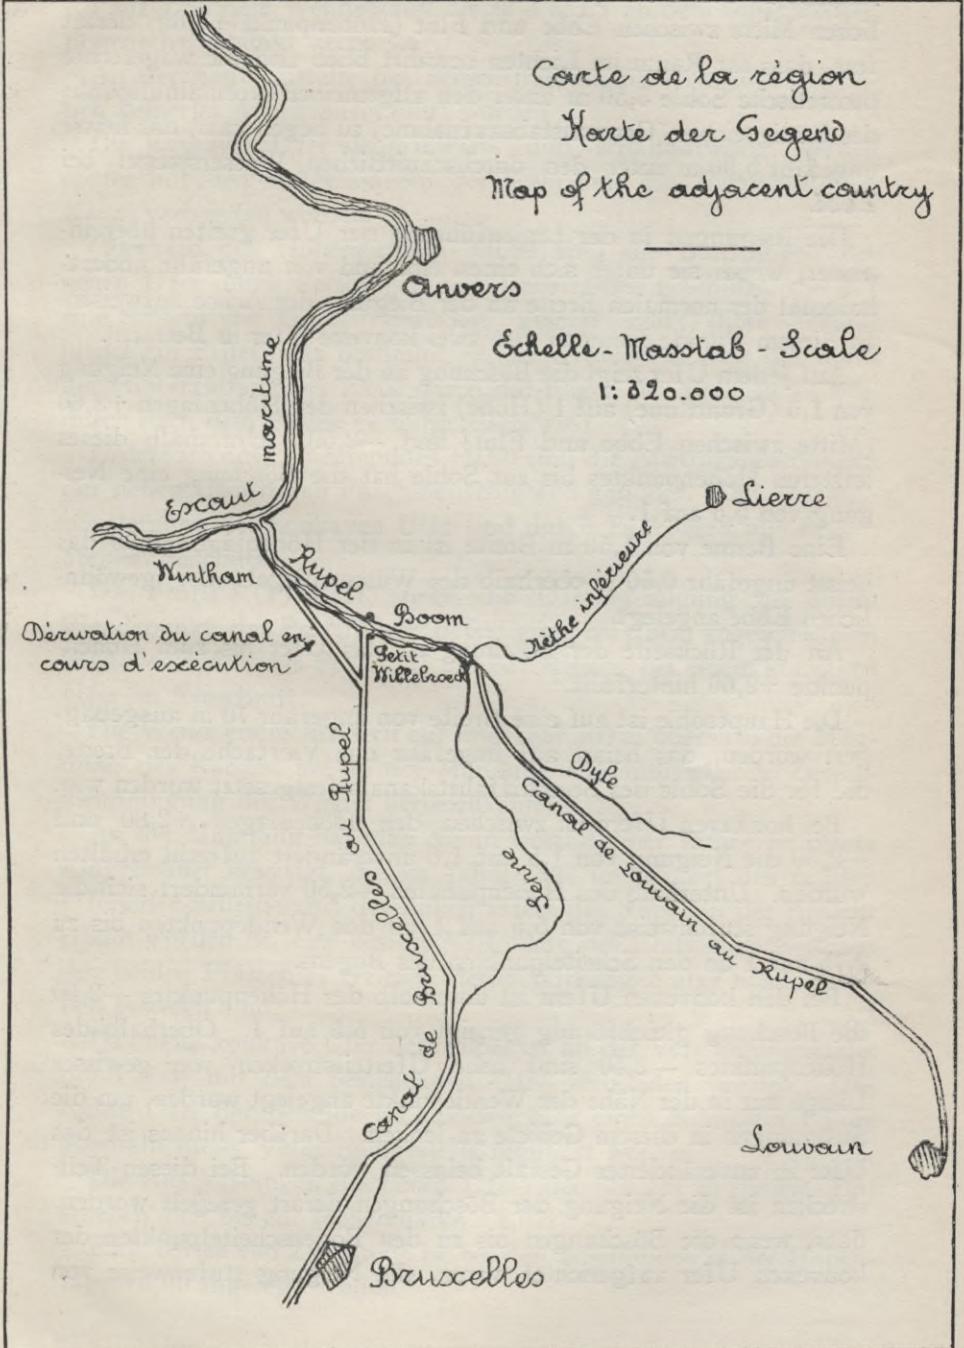 Carte de la région
Karte der Gegend
Map of the adjacent country
Anvers
Echelle - Masstab - Scale
1:320.000
Escaut maritime
Lierre
Wintham
Rupel
Nèthe inférieure
Boom
Dérivation du canal en
cours d'exécution
Petit
Willebroeck
Dyle
Canal de Louvain au Rupel
Senne
Canal de Bruxelles au Rupel
Louvain
Bruxelles